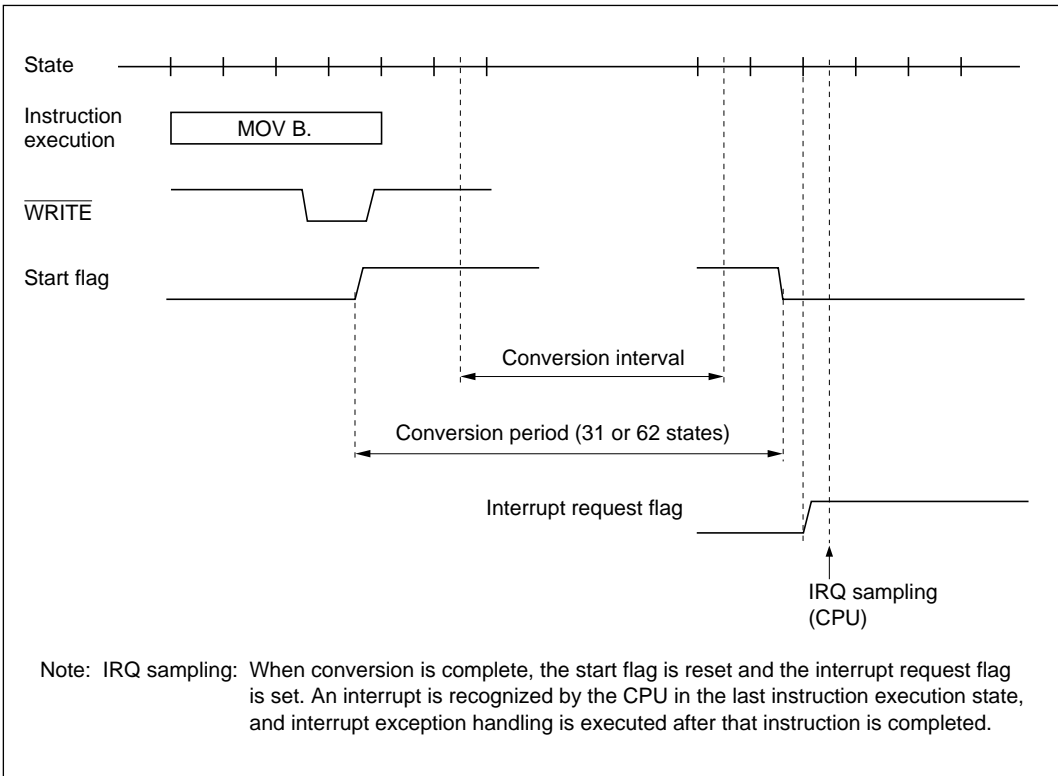 State
Instruction
execution
MOV B.
WRITE
Start flag
Conversion interval
Conversion period (31 or 62 states)
Interrupt request flag
IRQ sampling
(CPU)
Note: IRQ sampling: When conversion is complete, the start flag is reset and the interrupt request flag
is set. An interrupt is recognized by the CPU in the last instruction execution state,
and interrupt exception handling is executed after that instruction is completed.